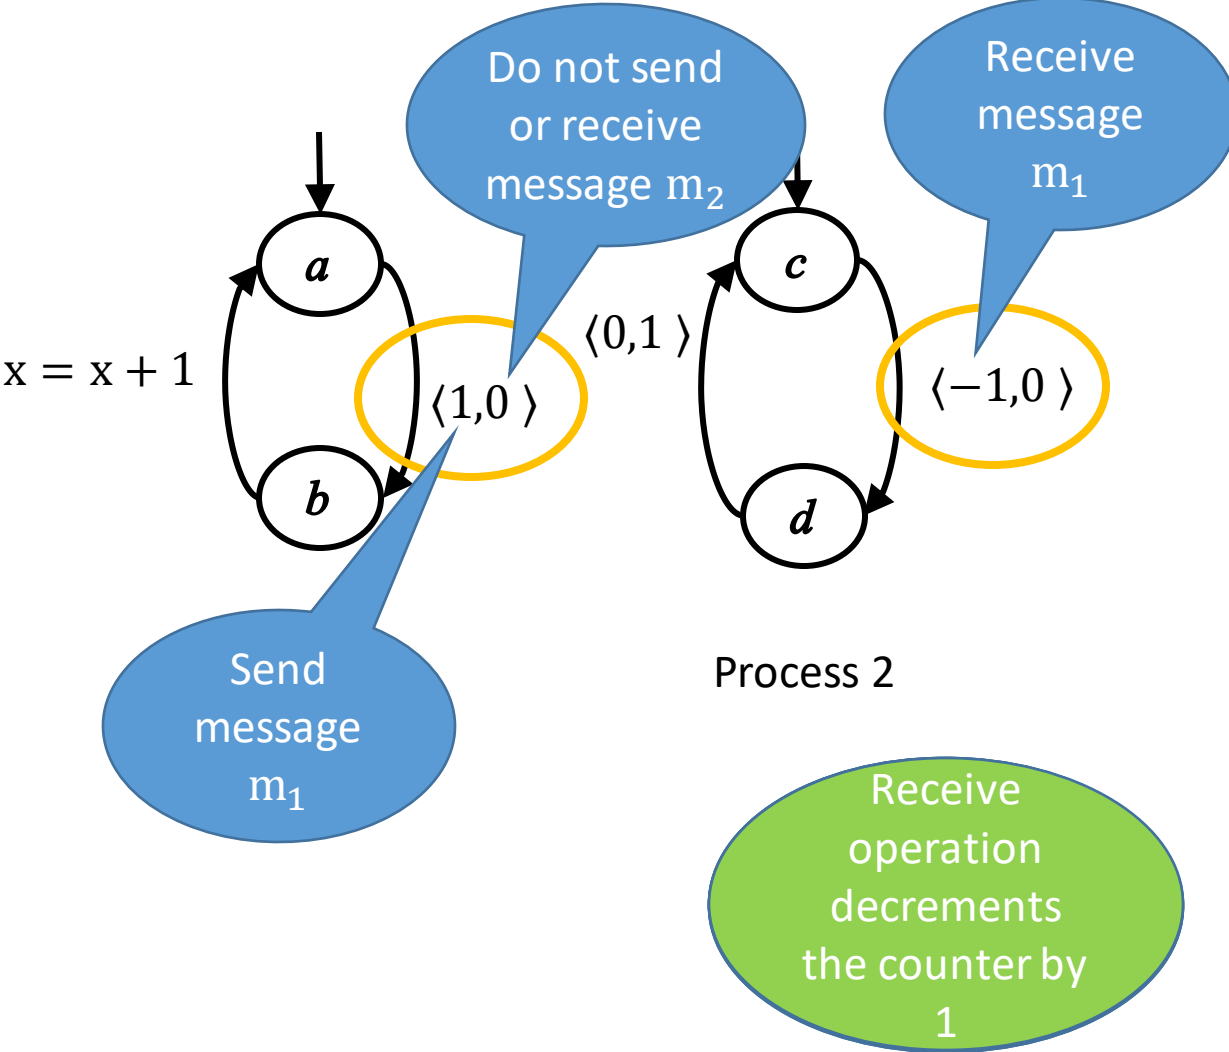 Do not send
or receive
message m₂
Receive
message
m₁
a
c
x = x + 1
⟨1,0 ⟩
⟨0,1 ⟩
⟨−1,0 ⟩
b
d
Send
message
m₁
Process 2
Receive
operation
decrements
the counter by
1